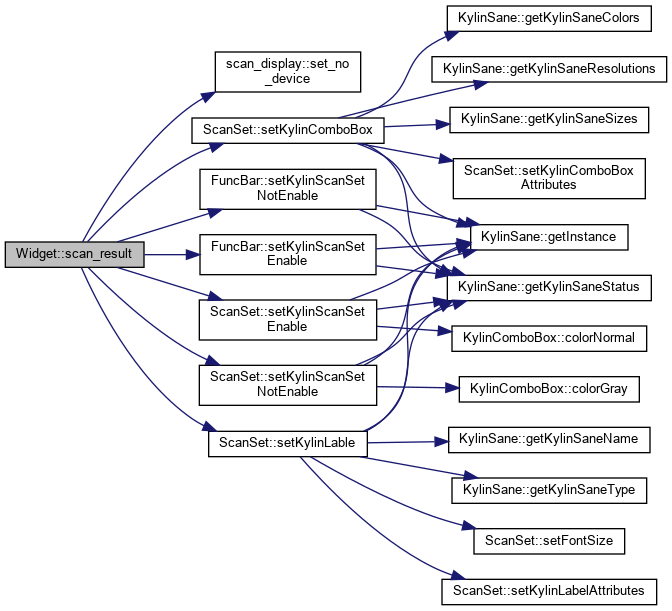 Widget::scan_result
scan_display::set_no
_device
ScanSet::setKylinComboBox
FuncBar::setKylinScanSet
NotEnable
FuncBar::setKylinScanSet
Enable
ScanSet::setKylinScanSet
Enable
ScanSet::setKylinScanSet
NotEnable
ScanSet::setKylinLable
KylinSane::getKylinSaneColors
KylinSane::getKylinSaneResolutions
KylinSane::getKylinSaneSizes
ScanSet::setKylinComboBox
Attributes
KylinSane::getInstance
KylinSane::getKylinSaneStatus
KylinComboBox::colorNormal
KylinComboBox::colorGray
KylinSane::getKylinSaneName
KylinSane::getKylinSaneType
ScanSet::setFontSize
ScanSet::setKylinLabelAttributes